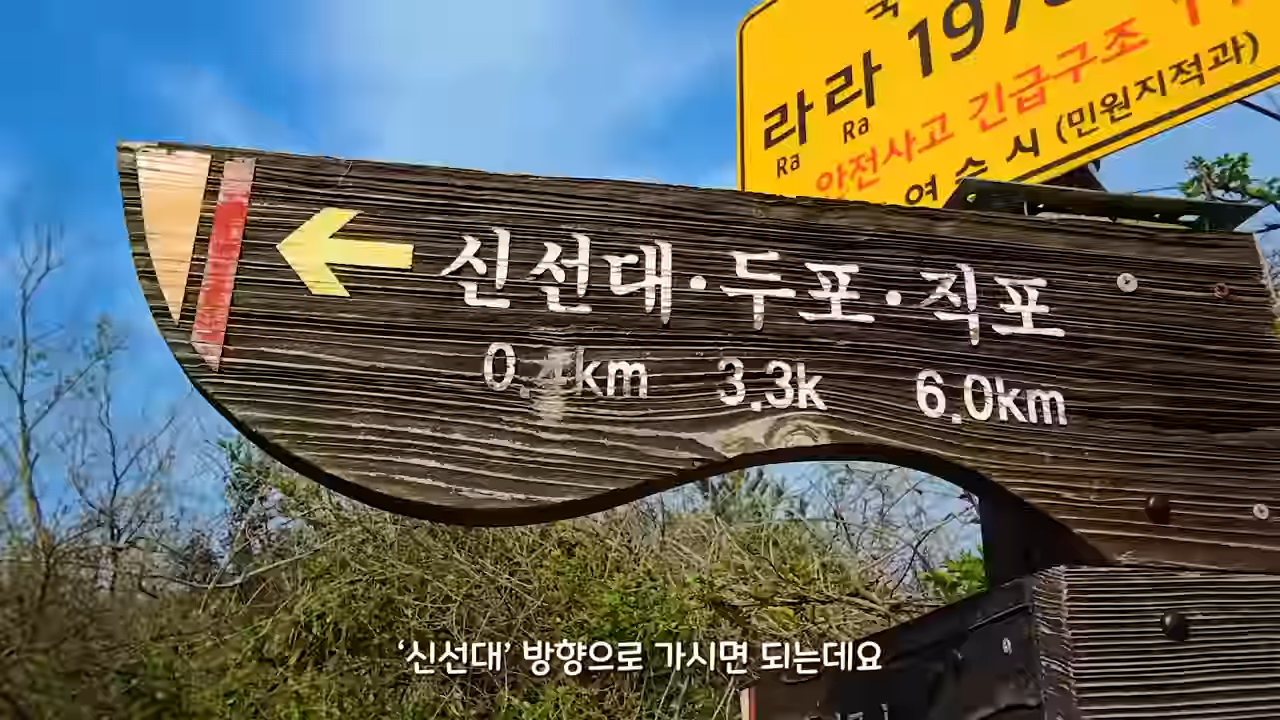 라 라
Ra Ra
안전사고 긴급구조
여수시 (민원지적과)
신선대·두포·직포
3.3k 6.0km
'신선대' 방향으로 가시면 되는데요